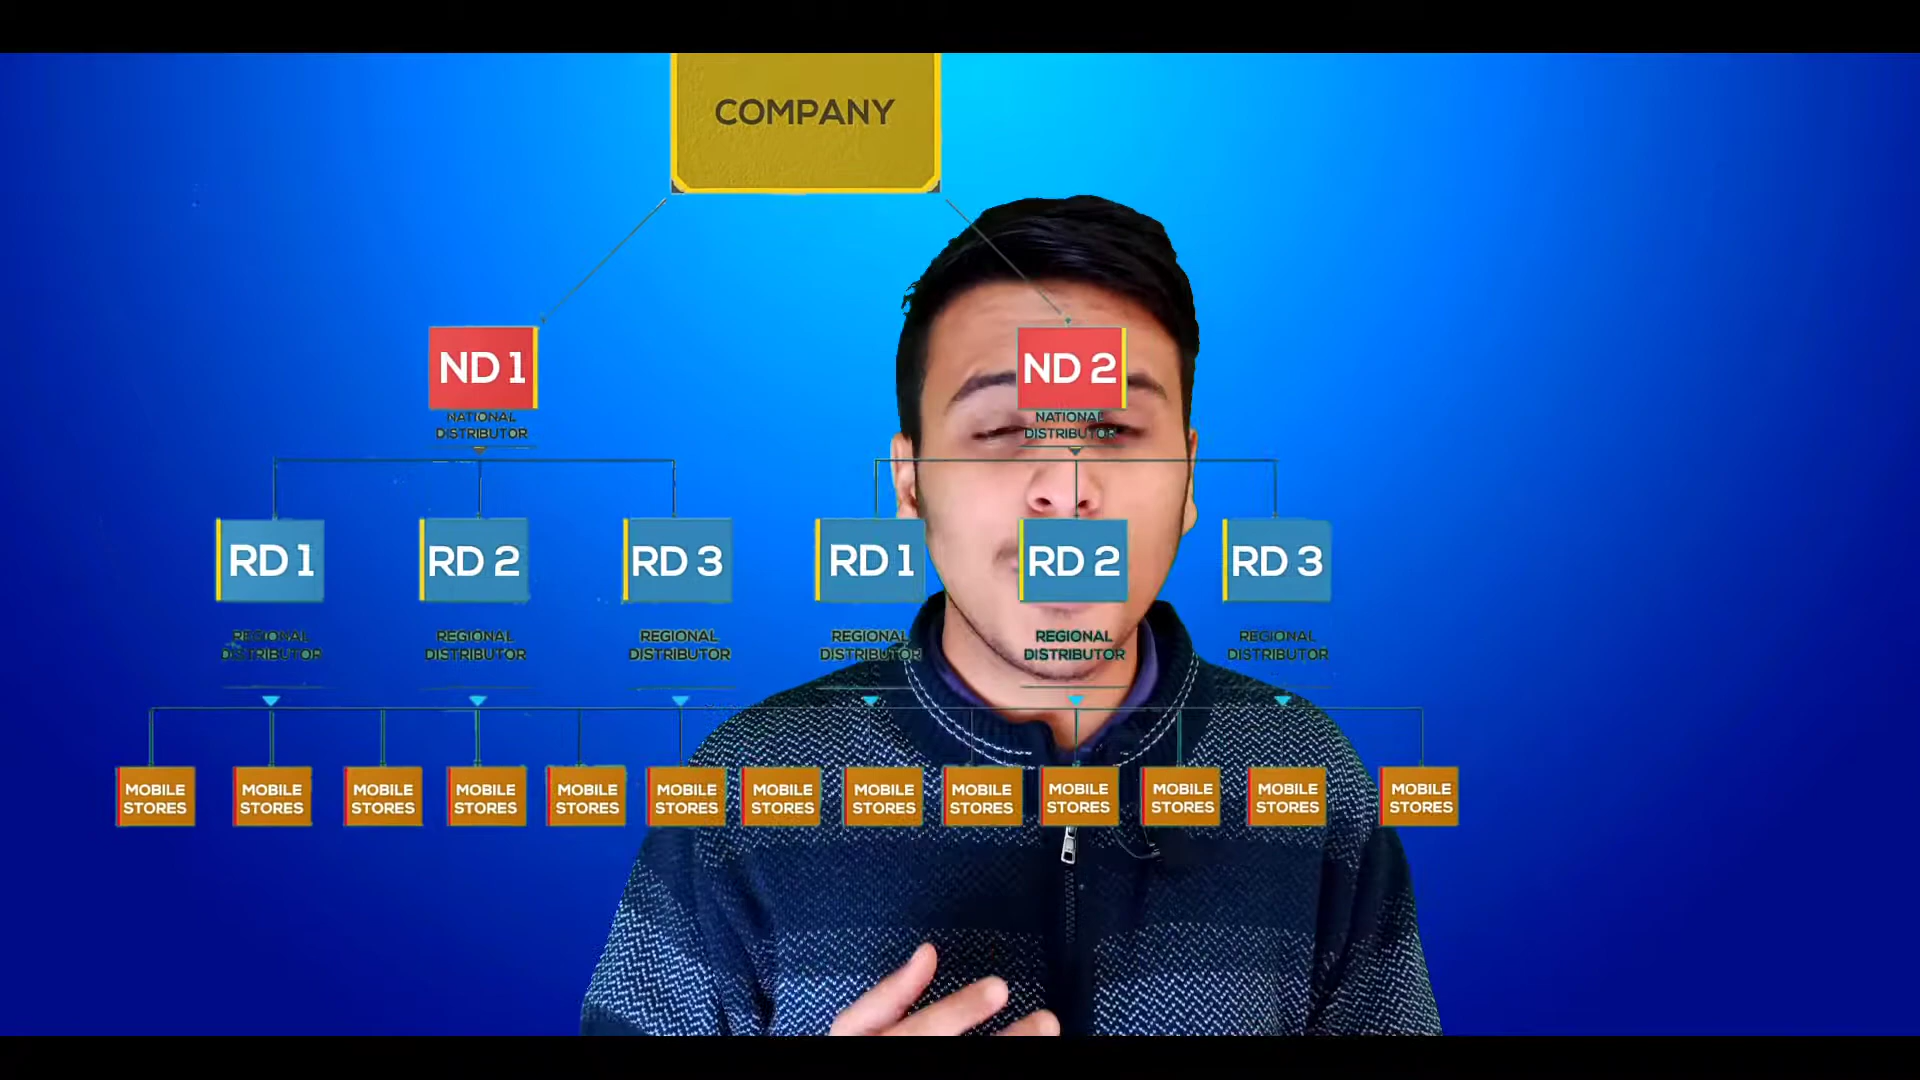 COMPANY
ND 1
ND 2
NATIONAL
DISTRIBUTOR
NATIONAL
DISTRIBUTOR
RD 1
RD 2
RD 3
RD 1
RD 2
RD 3
REGIONAL
DISTRIBUTOR
REGIONAL
DISTRIBUTOR
REGIONAL
DISTRIBUTOR
REGIONAL
DISTRIBUTOR
REGIONAL
DISTRIBUTOR
REGIONAL
DISTRIBUTOR
MOBILE
STORES
MOBILE
STORES
MOBILE
STORES
MOBILE
STORES
MOBILE
STORES
MOBILE
STORES
MOBILE
STORES
MOBILE
STORES
MOBILE
STORES
MOBILE
STORES
MOBILE
STORES
MOBILE
STORES
MOBILE
STORES